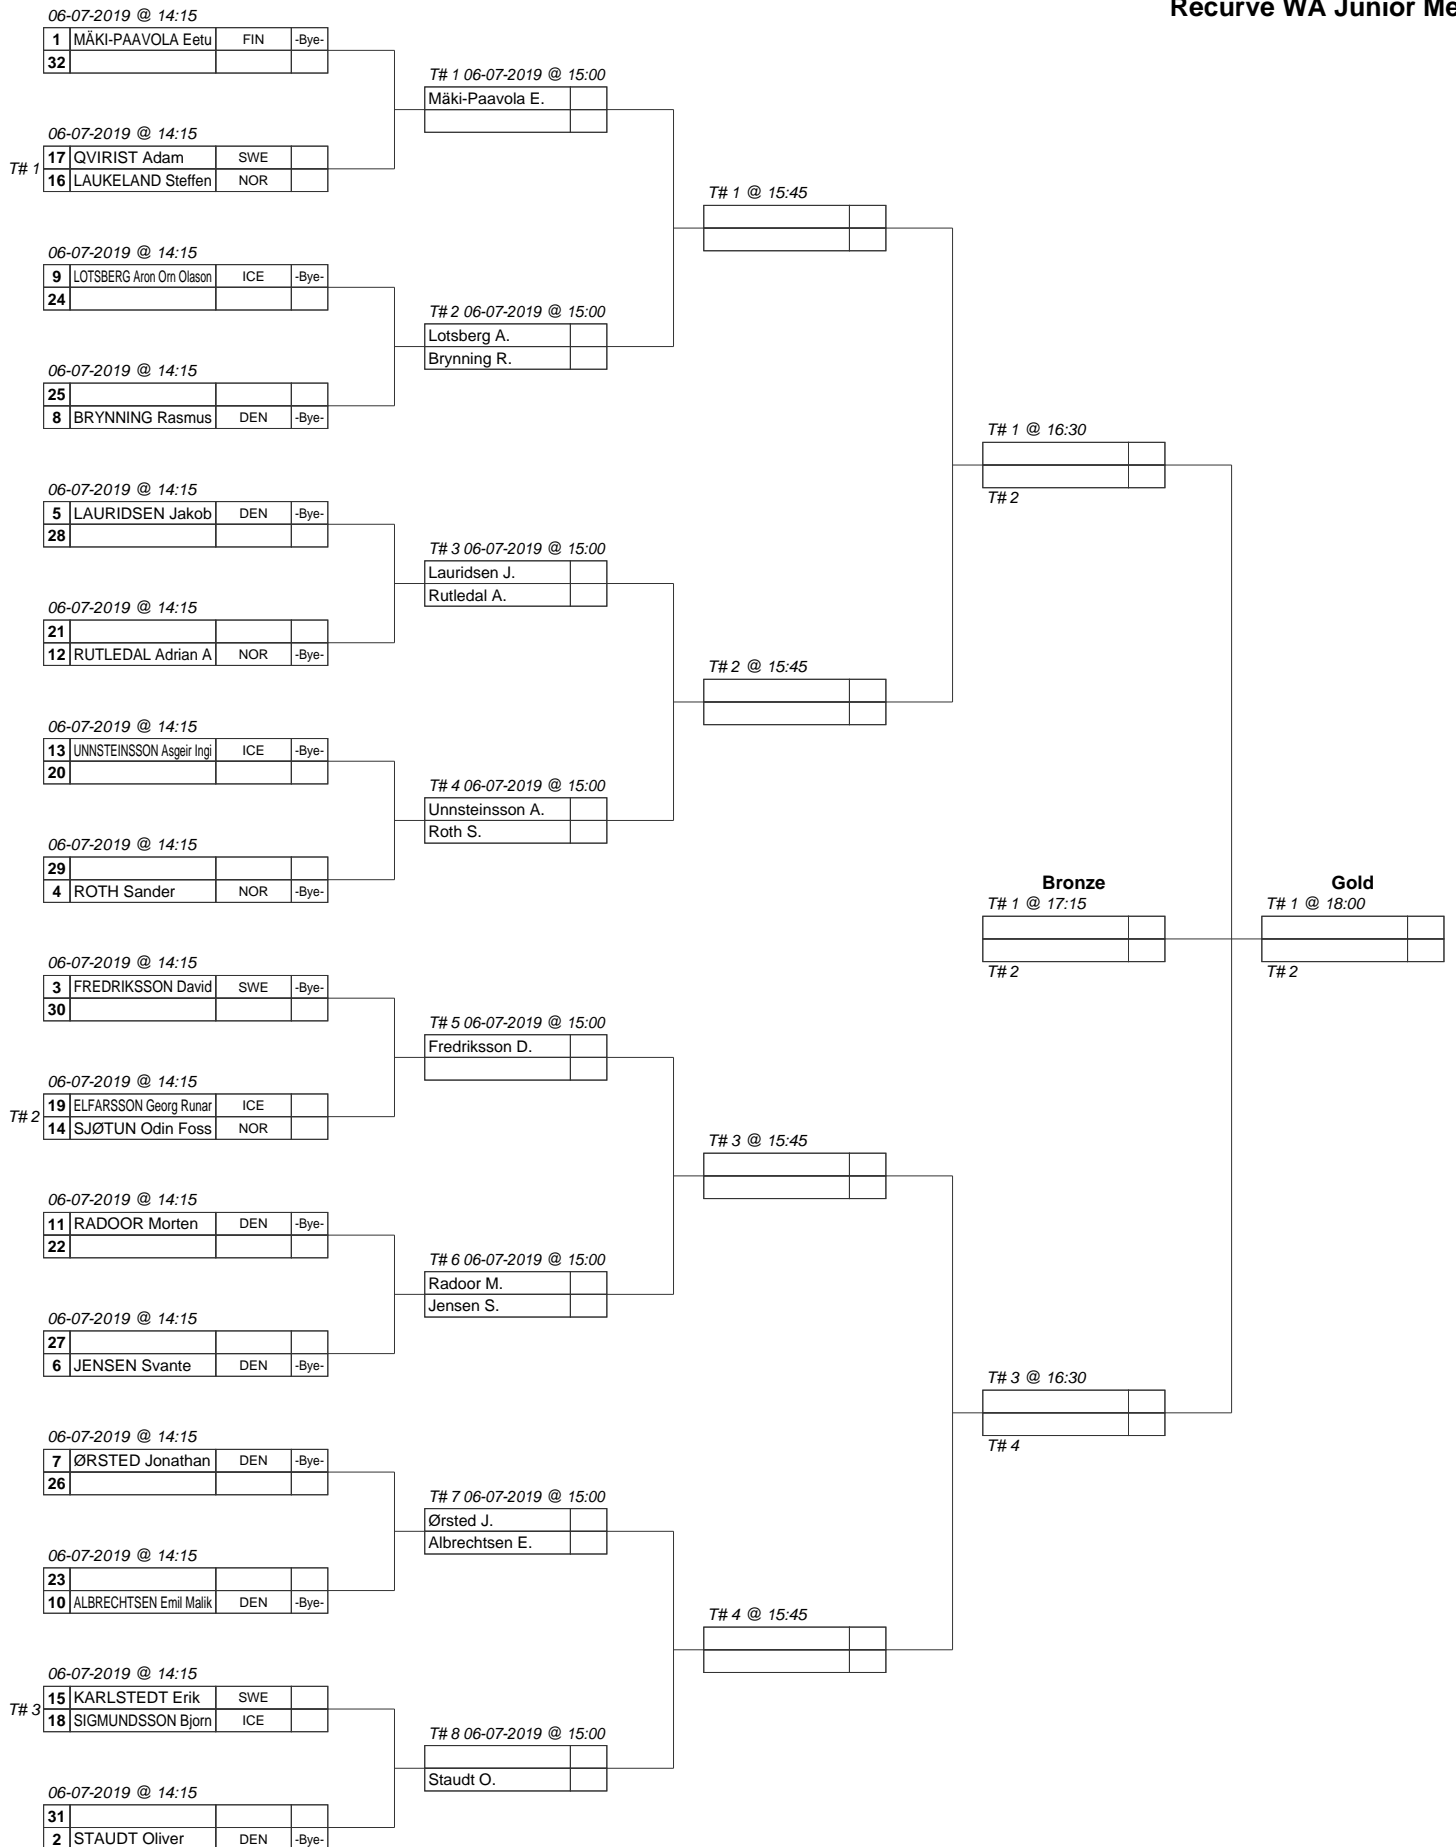 Recurve WA Junior Me
06-07-2019 @ 14:15
1 MÄKI-PAAVOLA Eetu FIN -Bye-
32
T# 1 06-07-2019 @ 15:00
Mäki-Paavola E.
06-07-2019 @ 14:15
T# 1
17 QVIRIST Adam SWE
16 LAUKELAND Steffen NOR
T# 1 @ 15:45
06-07-2019 @ 14:15
9 LOTSBERG Aron Orn Olason ICE -Bye-
24
T# 2 06-07-2019 @ 15:00
Lotsberg A.
Brynning R.
06-07-2019 @ 14:15
25
8 BRYNNING Rasmus DEN -Bye-
T# 1 @ 16:30
T# 2
06-07-2019 @ 14:15
5 LAURIDSEN Jakob DEN -Bye-
28
T# 3 06-07-2019 @ 15:00
Lauridsen J.
Rutledal A.
06-07-2019 @ 14:15
21
12 RUTLEDAL Adrian A NOR -Bye-
T# 2 @ 15:45
06-07-2019 @ 14:15
13 UNNSTEINSSON Asgeir Ingi ICE -Bye-
20
T# 4 06-07-2019 @ 15:00
Unnsteinsson A.
Roth S.
06-07-2019 @ 14:15
29
4 ROTH Sander NOR -Bye-
Bronze
T# 1 @ 17:15
T# 2
Gold
T# 1 @ 18:00
T# 2
06-07-2019 @ 14:15
3 FREDRIKSSON David SWE -Bye-
30
T# 5 06-07-2019 @ 15:00
Fredriksson D.
06-07-2019 @ 14:15
T# 2
19 ELFARSSON Georg Runar ICE
14 SJØTUN Odin Foss NOR
T# 3 @ 15:45
06-07-2019 @ 14:15
11 RADOOR Morten DEN -Bye-
22
T# 6 06-07-2019 @ 15:00
Radoor M.
Jensen S.
06-07-2019 @ 14:15
27
6 JENSEN Svante DEN -Bye-
T# 3 @ 16:30
T# 4
06-07-2019 @ 14:15
7 ØRSTED Jonathan DEN -Bye-
26
T# 7 06-07-2019 @ 15:00
Ørsted J.
Albrechtsen E.
06-07-2019 @ 14:15
23
10 ALBRECHTSEN Emil Malik DEN -Bye-
T# 4 @ 15:45
06-07-2019 @ 14:15
T# 3
15 KARLSTEDT Erik SWE
18 SIGMUNDSSON Bjorn ICE
T# 8 06-07-2019 @ 15:00
Staudt O.
06-07-2019 @ 14:15
31
2 STAUDT Oliver DEN -Bye-